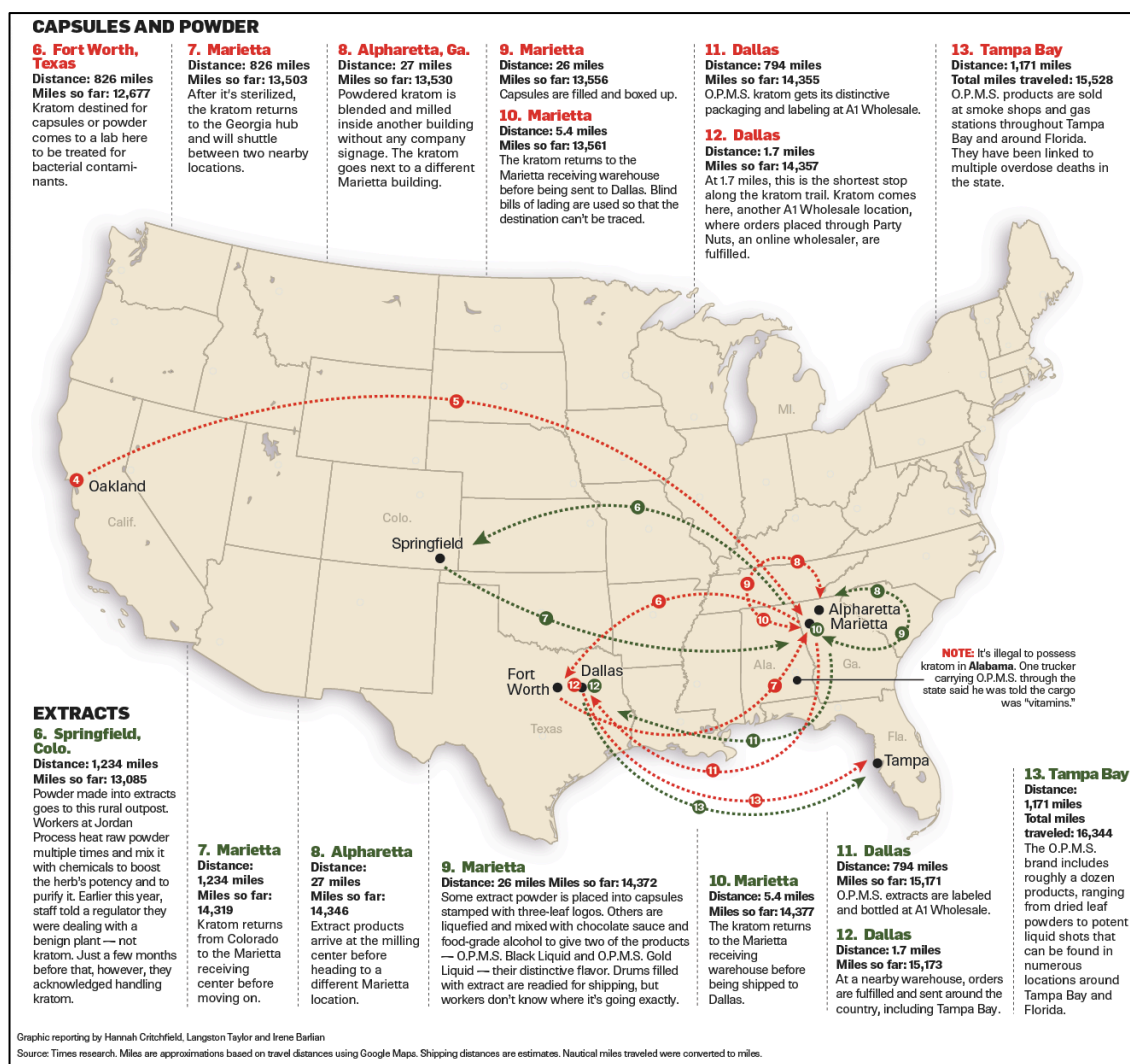 CAPSULES AND POWDER
6. Fort Worth,
Texas
Distance: 826 miles
Miles so far: 12,677
Kratom destined for
capsules or powder
comes to a lab here
to be treated for
bacterial contami-
nants.
7. Marietta
Distance: 826 miles
Miles so far: 13,503
After it's sterilized,
the kratom returns
to the Georgia hub
and will shuttle
between two nearby
locations.
8. Alpharetta, Ga.
Distance: 27 miles
Miles so far: 13,530
Powdered kratom is
blended and milled
inside another building
without any company
signage. The kratom
goes next to a different
Marietta building.
9. Marietta
Distance: 26 miles
Miles so far: 13,556
Capsules are filled and boxed up.
10. Marietta
Distance: 5.4 miles
Miles so far: 13,561
The kratom returns to the
Marietta receiving warehouse
before being sent to Dallas. Blind
bills of lading are used so that the
destination can't be traced.
11. Dallas
Distance: 794 miles
Miles so far: 14,355
O.P.M.S. kratom gets its distinctive
packaging and labeling at A1 Wholesale.
12. Dallas
Distance: 1.7 miles
Miles so far: 14,357
At 1.7 miles, this is the shortest stop
along the kratom trail. Kratom comes
here, another A1 Wholesale location,
where orders placed through Party
Nuts, an online wholesaler, are
fulfilled.
13. Tampa Bay
Distance: 1,171 miles
Total miles traveled: 15,528
O.P.M.S. products are sold
at smoke shops and gas
stations throughout Tampa
Bay and around Florida.
They have been linked to
multiple overdose deaths in
the state.
MI.
5
4
Oakland
Calif.
Colo.
6
Springfield
8
9
6
8
7
10
Alpharetta
Marietta
10
9
NOTE: It's illegal to possess
kratom in Alabama. One trucker
carrying O.P.M.S. through the
state said he was told the cargo
was "vitamins."
Ala.
Ga.
Fort
Worth
Dallas
12
12
7
Texas
11
Fla.
11
Tampa
13
13
EXTRACTS
6. Springfield,
Colo.
Distance: 1,234 miles
Miles so far: 13,085
Powder made into extracts
goes to this rural outpost.
Workers at Jordan
Process heat raw powder
multiple times and mix it
with chemicals to boost
the herb's potency and to
purify it. Earlier this year,
staff told a regulator they
were dealing with a
benign plant — not
kratom. Just a few months
before that, however, they
acknowledged handling
kratom.
7. Marietta
Distance:
1,234 miles
Miles so far:
14,319
Kratom returns
from Colorado
to the Marietta
receiving
center before
moving on.
8. Alpharetta
Distance:
27 miles
Miles so far:
14,346
Extract products
arrive at the milling
center before
heading to a
different Marietta
location.
9. Marietta
Distance: 26 miles Miles so far: 14,372
Some extract powder is placed into capsules
stamped with three-leaf logos. Others are
liquefied and mixed with chocolate sauce and
food-grade alcohol to give two of the products
— O.P.M.S. Black Liquid and O.P.M.S. Gold
Liquid — their distinctive flavor. Drums filled
with extract are readied for shipping, but
workers don't know where it's going exactly.
10. Marietta
Distance: 5.4 miles
Miles so far: 14,377
The kratom returns
to the Marietta
receiving
warehouse before
being shipped to
Dallas.
11. Dallas
Distance: 794 miles
Miles so far: 15,171
O.P.M.S. extracts are labeled
and bottled at A1 Wholesale.
12. Dallas
Distance: 1.7 miles
Miles so far: 15,173
At a nearby warehouse, orders
are fulfilled and sent around the
country, including Tampa Bay.
13. Tampa Bay
Distance:
1,171 miles
Total miles
traveled: 16,344
The O.P.M.S.
brand includes
roughly a dozen
products, ranging
from dried leaf
powders to potent
liquid shots that
can be found in
numerous
locations around
Tampa Bay and
Florida.
Graphic reporting by Hannah Critchfield, Langston Taylor and Irene Barlian
Source: Times research. Miles are approximations based on travel distances using Google Maps. Shipping distances are estimates. Nautical miles traveled were converted to miles.